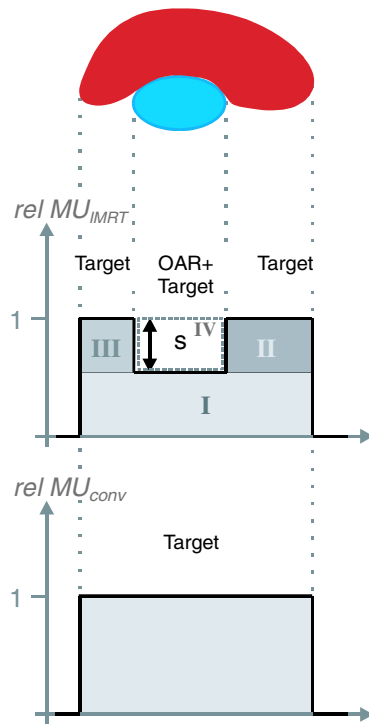 rel MU_IMRT
Target OAR+ Target Target
1
III S IV II
I
rel MU_conv
Target
1